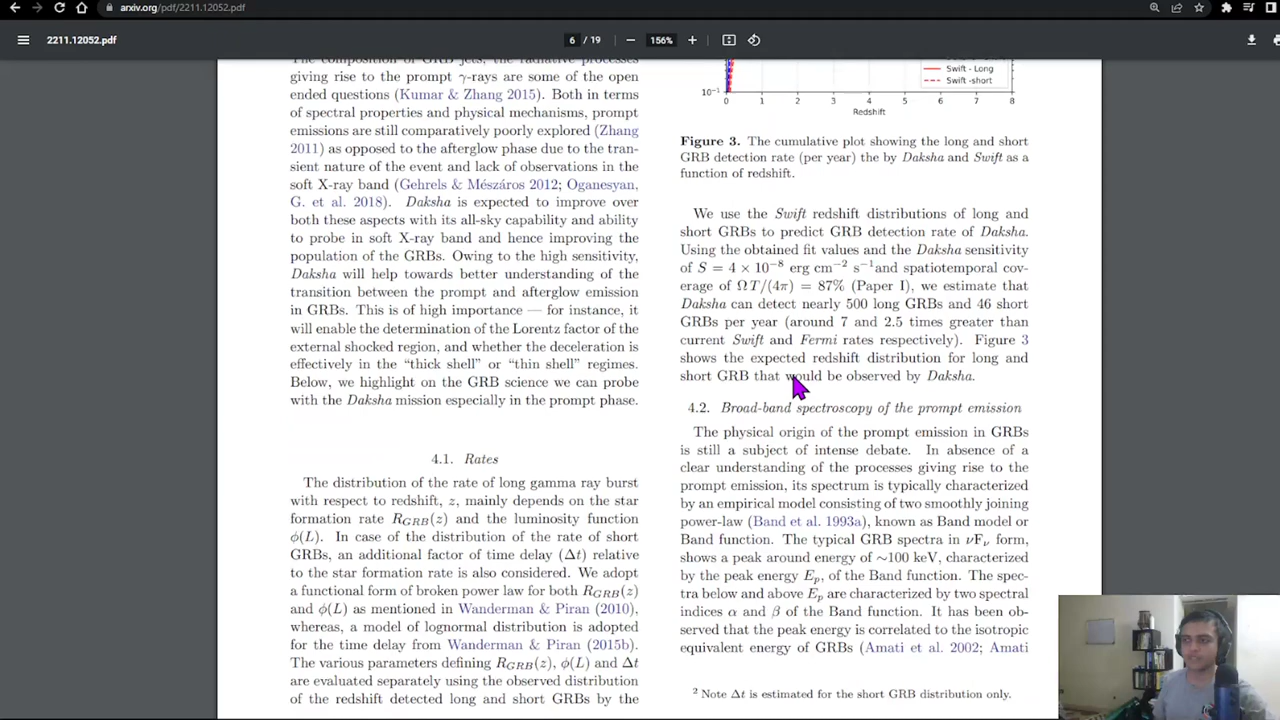 arxiv.org/pdf/2211.12052.pdf
2211.12052.pdf
6 / 19
156%
The composition of GRB jets, the radiative processes
giving rise to the prompt γ-rays are some of the open
ended questions (Kumar & Zhang 2015). Both in terms
of spectral properties and physical mechanisms, prompt
emissions are still comparatively poorly explored (Zhang
2011) as opposed to the afterglow phase due to the tran-
sient nature of the event and lack of observations in the
soft X-ray band (Gehrels & Mészáros 2012; Oganesyan,
G. et al. 2018). Daksha is expected to improve over
both these aspects with its all-sky capability and ability
to probe in soft X-ray band and hence improving the
population of the GRBs. Owing to the high sensitivity,
Daksha will help towards better understanding of the
transition between the prompt and afterglow emission
in GRBs. This is of high importance — for instance, it
will enable the determination of the Lorentz factor of the
external shocked region, and whether the deceleration is
effectively in the “thick shell” or “thin shell” regimes.
Below, we highlight on the GRB science we can probe
with the Daksha mission especially in the prompt phase.
4.1. Rates
The distribution of the rate of long gamma ray burst
with respect to redshift, z, mainly depends on the star
formation rate R_GRB(z) and the luminosity function
ϕ(L). In case of the distribution of the rate of short
GRBs, an additional factor of time delay (Δt) relative
to the star formation rate is also considered. We adopt
a functional form of broken power law for both R_GRB(z)
and ϕ(L) as mentioned in Wanderman & Piran (2010),
whereas, a model of lognormal distribution is adopted
for the time delay from Wanderman & Piran (2015b).
The various parameters defining R_GRB(z), ϕ(L) and Δt
are evaluated separately using the observed distribution
of the redshift detected long and short GRBs by the
Swift - Long
Swift -short
10⁻¹
0 1 2 3 4 5 6 7 8
Redshift
Figure 3. The cumulative plot showing the long and short
GRB detection rate (per year) the by Daksha and Swift as a
function of redshift.
We use the Swift redshift distributions of long and
short GRBs to predict GRB detection rate of Daksha.
Using the obtained fit values and the Daksha sensitivity
of S = 4 × 10⁻⁸ erg cm⁻² s⁻¹and spatiotemporal cov-
erage of Ω T/(4π) = 87% (Paper I), we estimate that
Daksha can detect nearly 500 long GRBs and 46 short
GRBs per year (around 7 and 2.5 times greater than
current Swift and Fermi rates respectively). Figure 3
shows the expected redshift distribution for long and
short GRB that would be observed by Daksha.
4.2. Broad-band spectroscopy of the prompt emission
The physical origin of the prompt emission in GRBs
is still a subject of intense debate. In absence of a
clear understanding of the processes giving rise to the
prompt emission, its spectrum is typically characterized
by an empirical model consisting of two smoothly joining
power-law (Band et al. 1993a), known as Band model or
Band function. The typical GRB spectra in νFᵥ form,
shows a peak around energy of ∼100 keV, characterized
by the peak energy Eₚ, of the Band function. The spec-
tra below and above Eₚ are characterized by two spectral
indices α and β of the Band function. It has been ob-
served that the peak energy is correlated to the isotropic
equivalent energy of GRBs (Amati et al. 2002; Amati
² Note Δt is estimated for the short GRB distribution only.